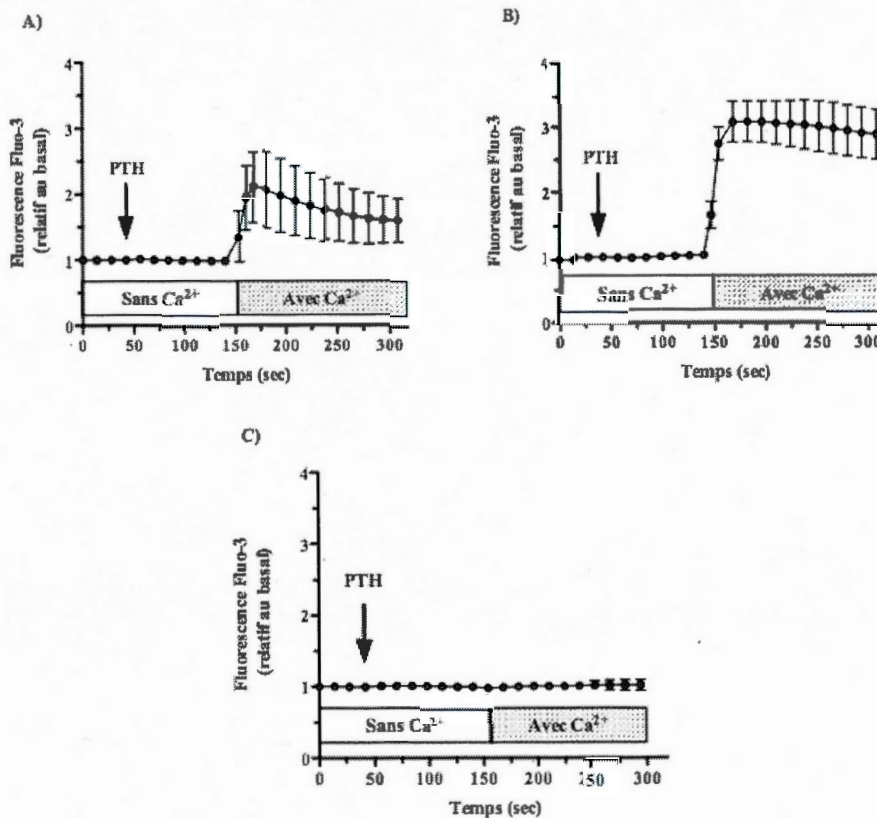 A)
Fluorescence Fluo-3
(relatif au basal)
4
3
2
1
0
PTH
Sans Ca²⁺
Avec Ca²⁺
0 50 100 150 200 250 300
Temps (sec)
B)
Fluorescence Fluo-3
(relatif au basal)
4
3
2
1
0
PTH
Sans Ca²⁺
Avec Ca²⁺
0 50 100 150 200 250 300
Temps (sec)
C)
Fluorescence Fluo-3
(relatif au basal)
4
3
2
1
0
PTH
Sans Ca²⁺
Avec Ca²⁺
0 50 100 150 200 250 300
Temps (sec)